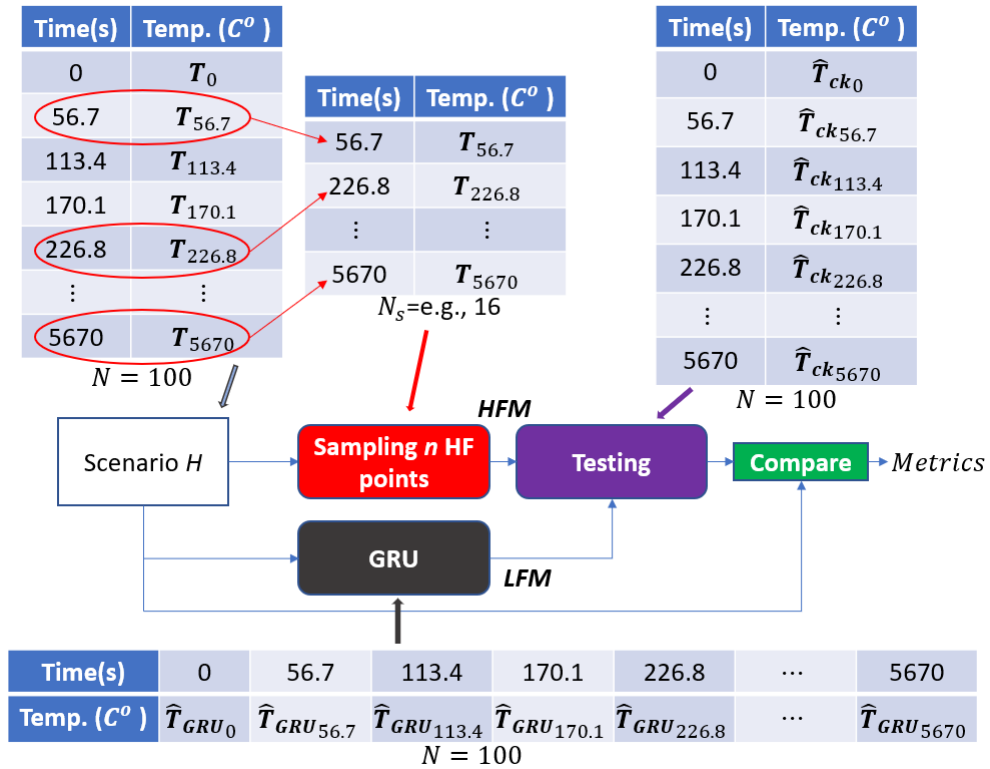 Time(s) Temp. (C^o )
0 T_0
56.7 T_56.7
113.4 T_113.4
170.1 T_170.1
226.8 T_226.8
⋮ ⋮
5670 T_5670
N = 100
Time(s) Temp. (C^o )
56.7 T_56.7
226.8 T_226.8
⋮ ⋮
5670 T_5670
N_s=e.g., 16
Time(s) Temp. (C^o )
0 T̂_ck_0
56.7 T̂_ck_56.7
113.4 T̂_ck_113.4
170.1 T̂_ck_170.1
226.8 T̂_ck_226.8
⋮ ⋮
5670 T̂_ck_5670
N = 100
Scenario H
Sampling n HF
points
HFM
Testing
Compare
Metrics
GRU
LFM
Time(s) 0 56.7 113.4 170.1 226.8 ⋯ 5670
Temp. (C^o ) T̂_GRU_0 T̂_GRU_56.7 T̂_GRU_113.4 T̂_GRU_170.1 T̂_GRU_226.8 ⋯ T̂_GRU_5670
N = 100